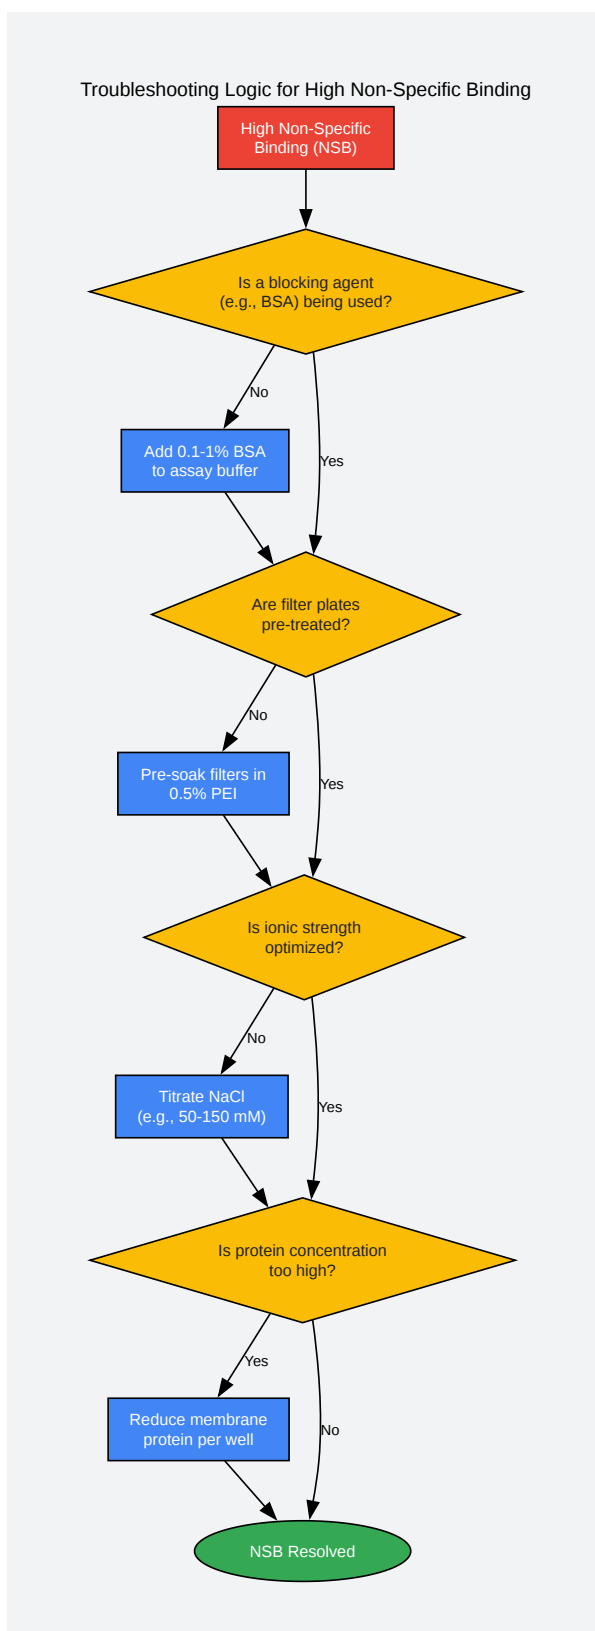 Troubleshooting Logic for High Non-Specific Binding
High Non-Specific
Binding (NSB)
Is a blocking agent
(e.g., BSA) being used?
No
Add 0.1-1% BSA
to assay buffer
Yes
Are filter plates
pre-treated?
No
Pre-soak filters in
0.5% PEI
Yes
Is ionic strength
optimized?
No
Titrate NaCl
(e.g., 50-150 mM)
Yes
Is protein concentration
too high?
Yes
Reduce membrane
protein per well
No
NSB Resolved